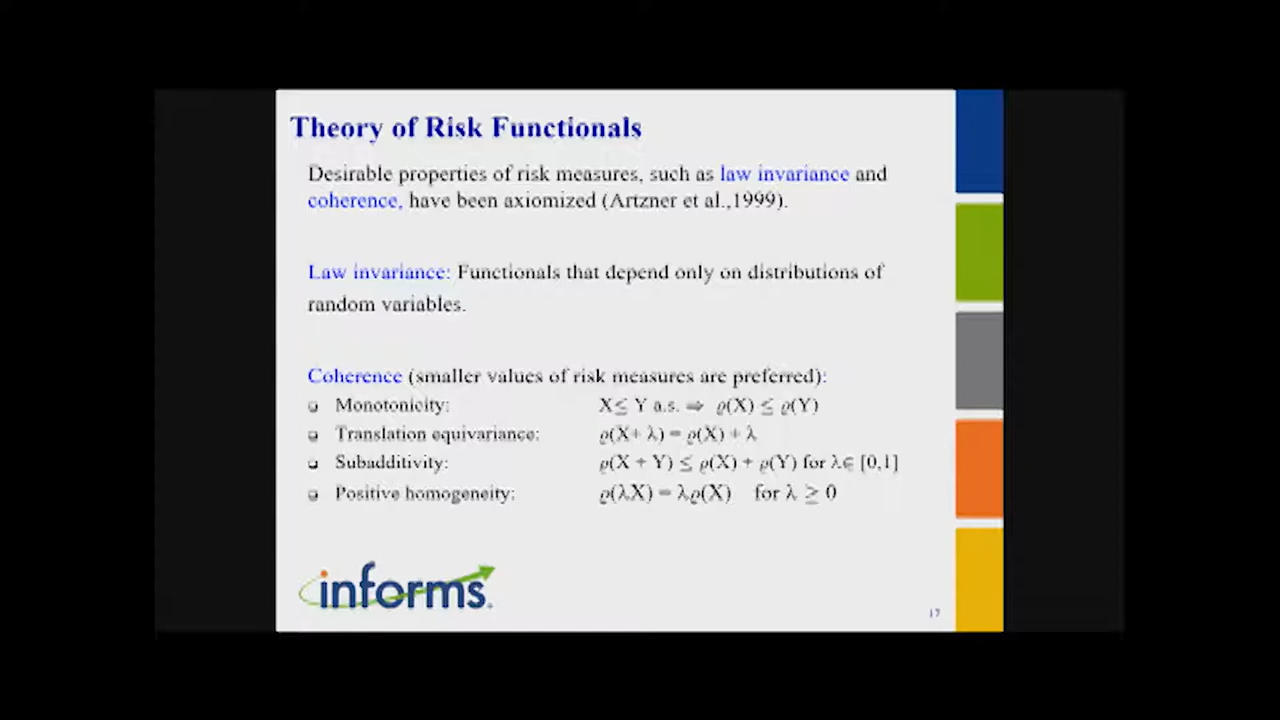 Theory of Risk Functionals
Desirable properties of risk measures, such as law invariance and
coherence, have been axiomized (Artzner et al.,1999).
Law invariance: Functionals that depend only on distributions of
random variables.
Coherence (smaller values of risk measures are preferred):
Monotonicity: X≤ Y a.s. ⇒ ϱ(X) ≤ ϱ(Y)
Translation equivariance: ϱ(X+ λ) = ϱ(X) + λ
Subadditivity: ϱ(X + Y) ≤ ϱ(X) + ϱ(Y) for λ∈ [0,1]
Positive homogeneity: ϱ(λX) = λϱ(X) for λ ≥ 0
informs
17